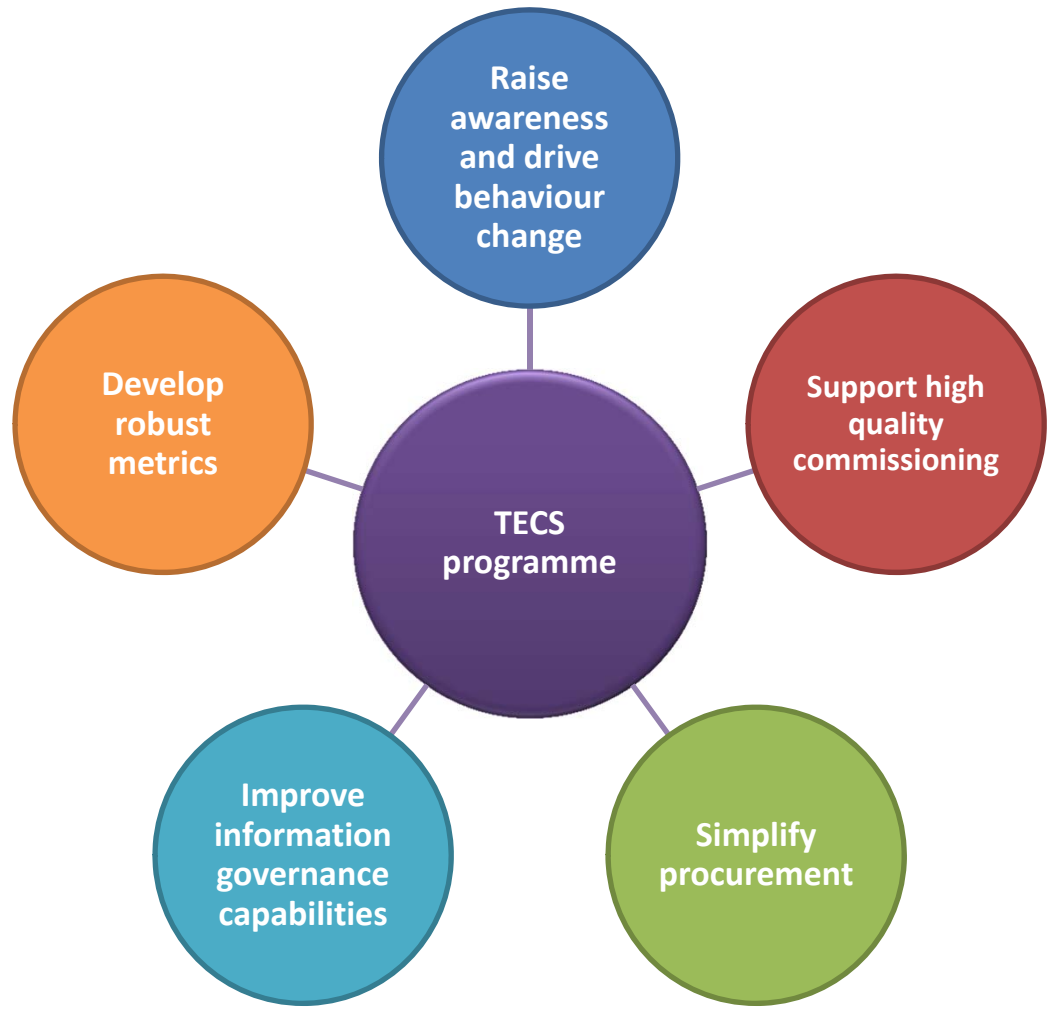 Raise
awareness
and drive
behaviour
change
Support high
quality
commissioning
Simplify
procurement
Improve
information
governance
capabilities
Develop
robust
metrics
TECS
programme